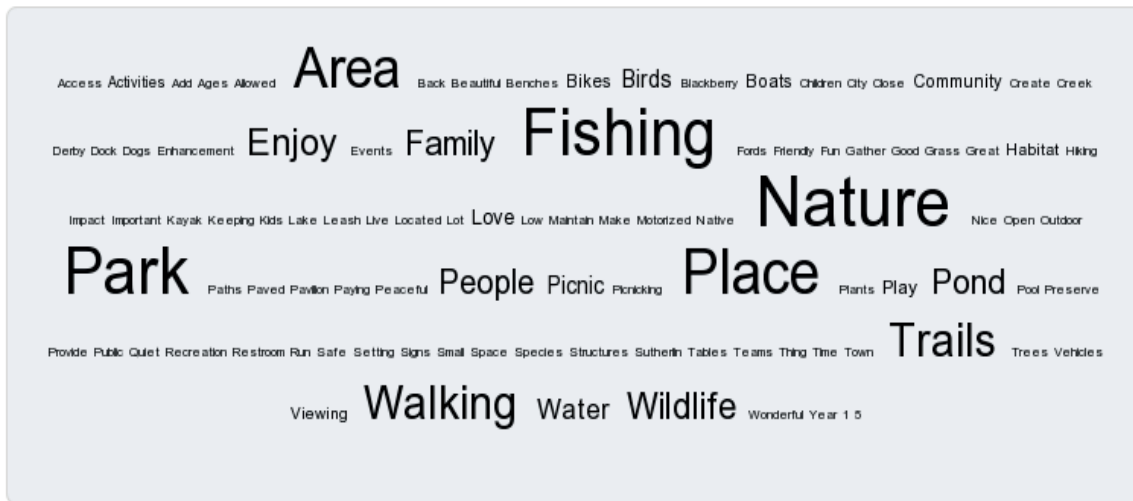 Access Activities Add Ages Allowed Area Back Beautiful Benches Bikes Birds Blackberry Boats Children City Close Community Create Creek
Derby Dock Dogs Enhancement Enjoy Events Family Fishing Fords Friendly Fun Gather Good Grass Great Habitat Hiking
Impact Important Kayak Keeping Kids Lake Leash Live Located Lot Love Low Maintain Make Motorized Native Nature Nice Open Outdoor
Park Paths Paved Pavilion Paying Peaceful People Picnic Picnicking Place Plants Play Pond Pool Preserve
Provide Public Quiet Recreation Restroom Run Safe Setting Signs Small Space Species Structures Sutherlin Tables Teams Thing Time Town Trails Trees Vehicles
Viewing Walking Water Wildlife Wonderful Year 1 5